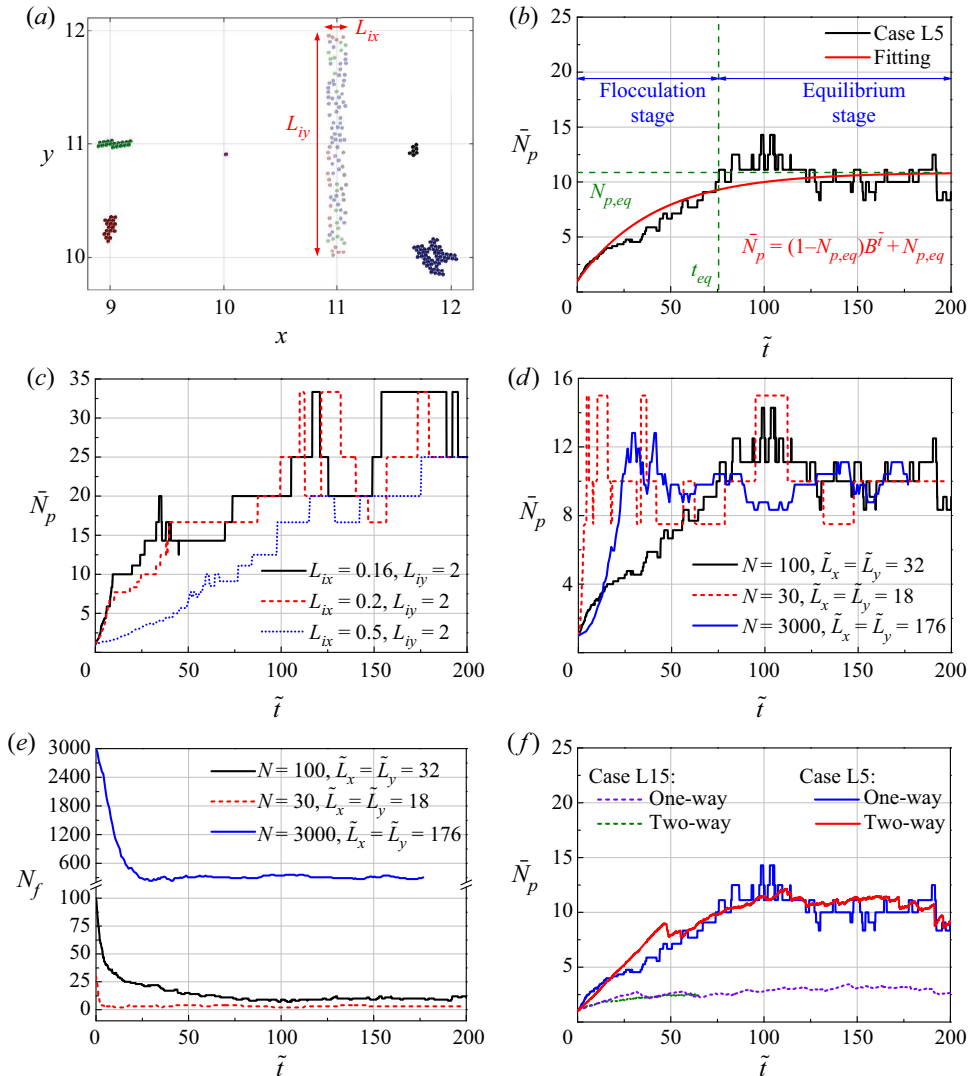 (a)
12
11
10
y
9
10
11
12
x
L_ix
L_iy
(b)
25
20
15
10
5
N̄_p
0
50
75
100
150
200
t̃
Case L5
Fitting
Flocculation
stage
Equilibrium
stage
N_p,eq
t_eq
N̄_p = (1–N_p,eq)B^t̃ + N_p,eq
(c)
35
30
25
20
15
10
5
N̄_p
0
50
100
150
200
t̃
L_ix = 0.16, L_iy = 2
L_ix = 0.2, L_iy = 2
L_ix = 0.5, L_iy = 2
(d)
16
12
8
4
N̄_p
0
50
100
150
200
t̃
N = 100, L̃_x = L̃_y = 32
N = 30, L̃_x = L̃_y = 18
N = 3000, L̃_x = L̃_y = 176
(e)
3000
2400
1800
1200
600
100
75
50
25
0
N_f
0
50
100
150
200
t̃
N = 100, L̃_x = L̃_y = 32
N = 30, L̃_x = L̃_y = 18
N = 3000, L̃_x = L̃_y = 176
(f)
25
20
15
10
5
N̄_p
0
50
100
150
200
t̃
Case L15:
One-way
Two-way
Case L5:
One-way
Two-way